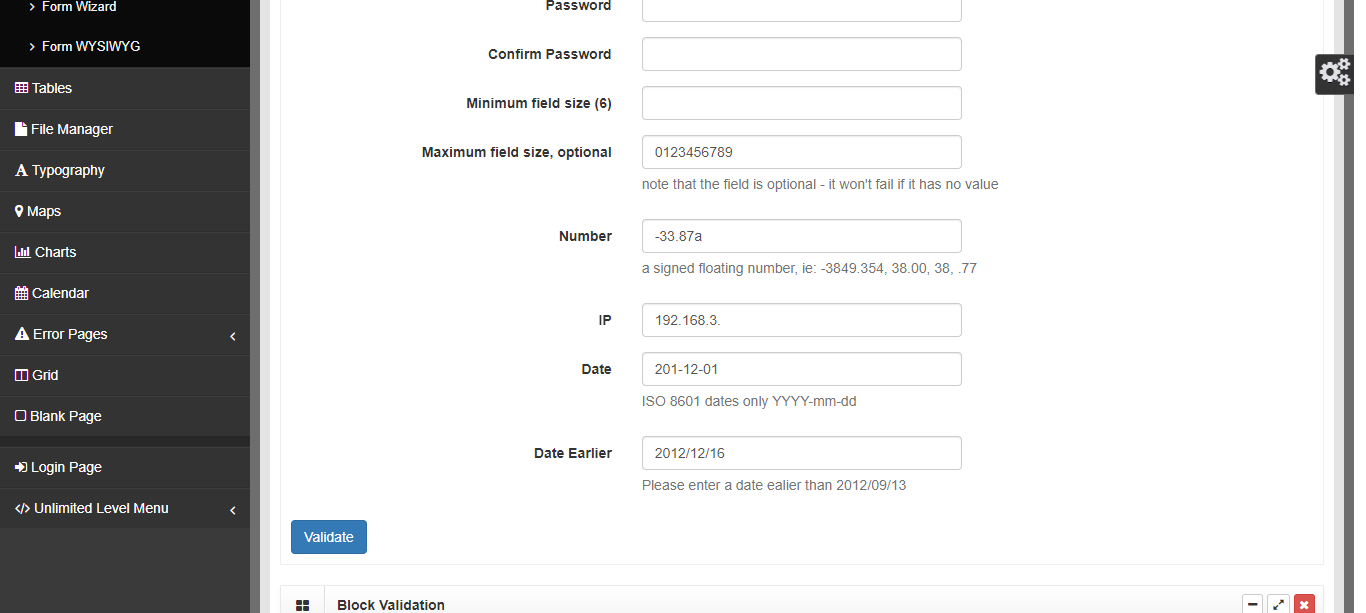 Form Wizard
Form WYSIWYG
Tables
File Manager
Typography
Maps
Charts
Calendar
Error Pages
Grid
Blank Page
Login Page
Unlimited Level Menu
Password
Confirm Password
Minimum field size (6)
Maximum field size, optional
0123456789
note that the field is optional - it won't fail if it has no value
Number
-33.87a
a signed floating number, ie: -3849.354, 38.00, 38, .77
IP
192.168.3.
Date
201-12-01
ISO 8601 dates only YYYY-mm-dd
Date Earlier
2012/12/16
Please enter a date ealier than 2012/09/13
Validate
Block Validation